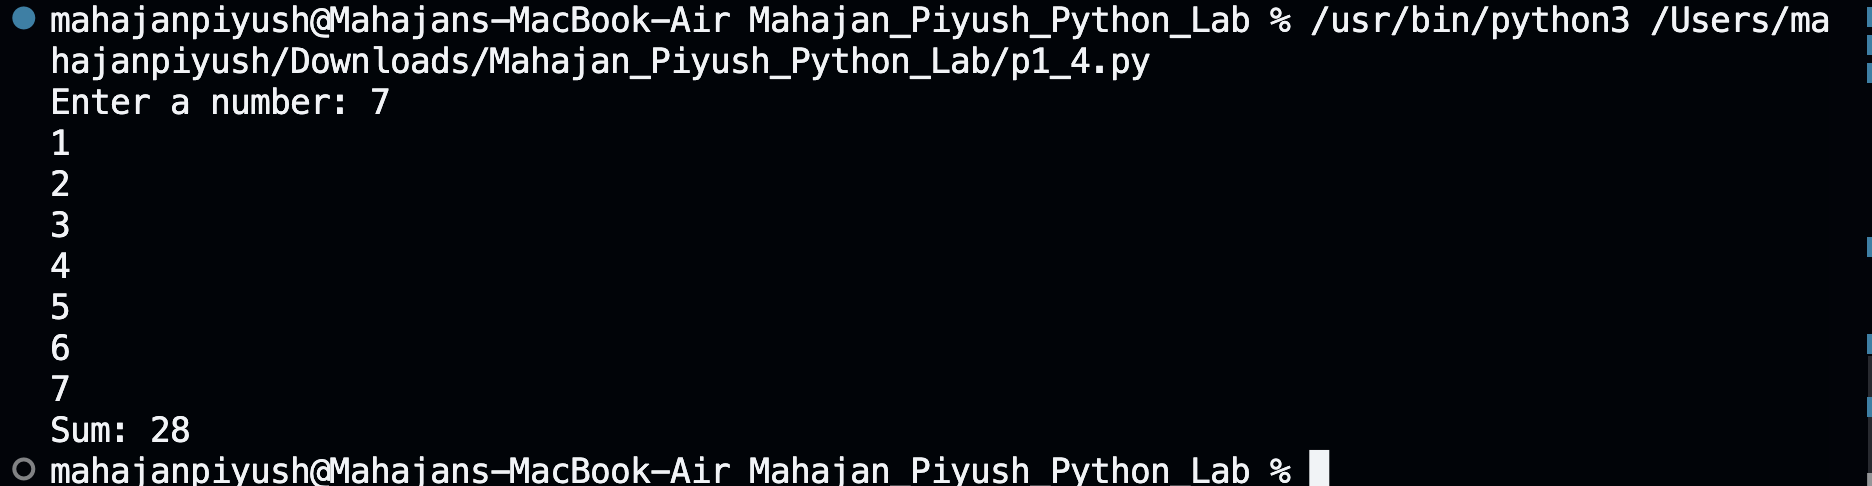 mahajanpiyush@Mahajans-MacBook-Air Mahajan_Piyush_Python_Lab % /usr/bin/python3 /Users/ma
hajanpiyush/Downloads/Mahajan_Piyush_Python_Lab/p1_4.py
Enter a number: 7
1
2
3
4
5
6
7
Sum: 28
mahajanpiyush@Mahajans-MacBook-Air Mahajan_Piyush_Python_Lab %